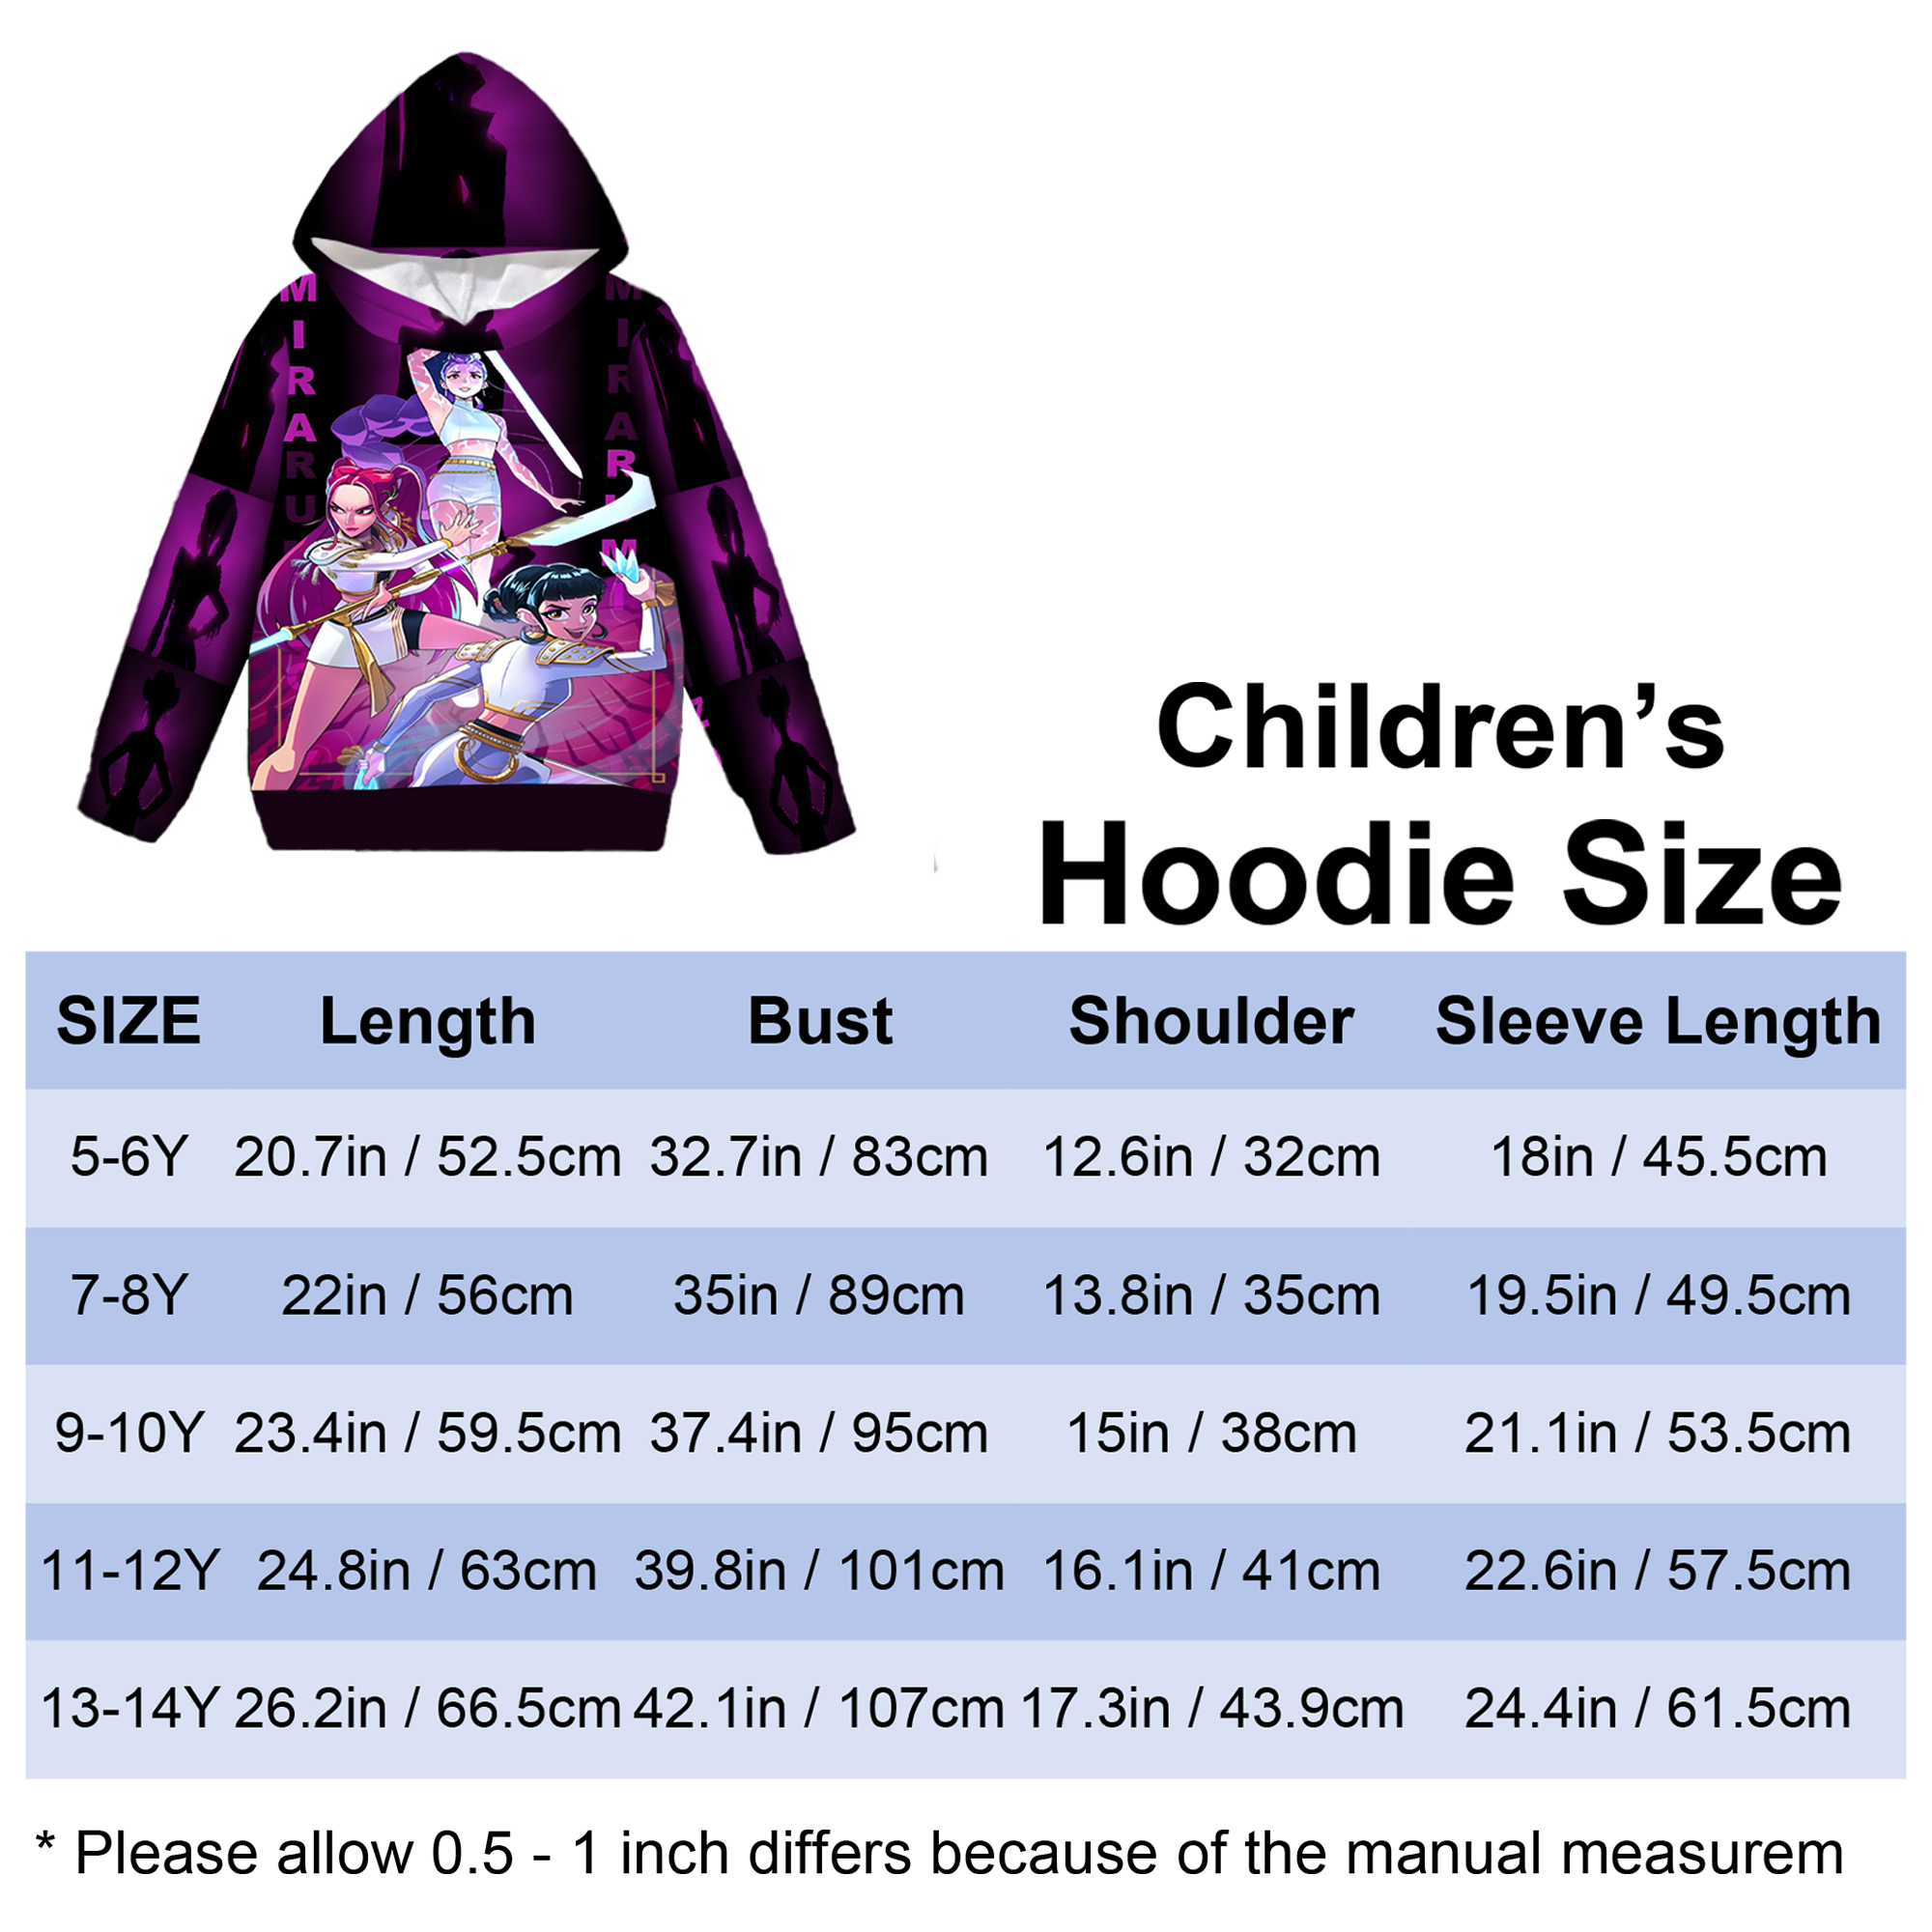 M
I
R
A
R
U
M
I
R
A
R
M
Children’s
Hoodie Size
SIZE Length Bust Shoulder Sleeve Length
5-6Y 20.7in / 52.5cm 32.7in / 83cm 12.6in / 32cm 18in / 45.5cm
7-8Y 22in / 56cm 35in / 89cm 13.8in / 35cm 19.5in / 49.5cm
9-10Y 23.4in / 59.5cm 37.4in / 95cm 15in / 38cm 21.1in / 53.5cm
11-12Y 24.8in / 63cm 39.8in / 101cm 16.1in / 41cm 22.6in / 57.5cm
13-14Y 26.2in / 66.5cm 42.1in / 107cm 17.3in / 43.9cm 24.4in / 61.5cm
* Please allow 0.5 - 1 inch differs because of the manual measurem